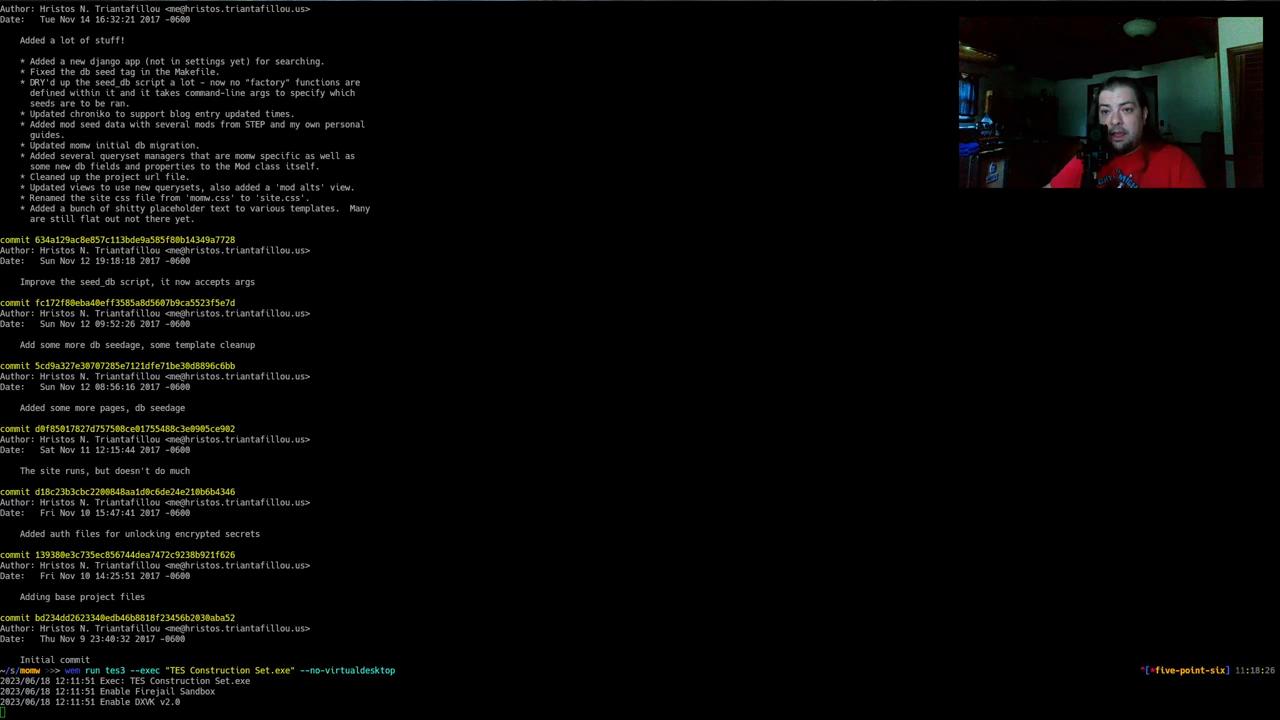 Author: Hristos N. Triantafillou <me@hristos.triantafillou.us>
Date:   Tue Nov 14 16:32:21 2017 -0600
Added a lot of stuff!
* Added a new django app (not in settings yet) for searching.
* Fixed the db seed tag in the Makefile.
* DRY'd up the seed_db script a lot - now no "factory" functions are
defined within it and it takes command-line args to specify which
seeds are to be ran.
* Updated chroniko to support blog entry updated times.
* Added mod seed data with several mods from STEP and my own personal
guides.
* Updated momw initial db migration.
* Added several queryset managers that are momw specific as well as
some new db fields and properties to the Mod class itself.
* Cleaned up the project url file.
* Updated views to use new querysets, also added a 'mod alts' view.
* Renamed the site css file from 'momw.css' to 'site.css'.
* Added a bunch of shitty placeholder text to various templates.  Many
are still flat out not there yet.
commit 634a129ac8e857c113bde9a585f80b14349a7728
Author: Hristos N. Triantafillou <me@hristos.triantafillou.us>
Date:   Sun Nov 12 19:18:18 2017 -0600
Improve the seed_db script, it now accepts args
commit fc172f80eba40eff3585a8d5607b9ca5523f5e7d
Author: Hristos N. Triantafillou <me@hristos.triantafillou.us>
Date:   Sun Nov 12 09:52:26 2017 -0600
Add some more db seedage, some template cleanup
commit 5cd9a327e30707285e7121dfe71be30d8896c6bb
Author: Hristos N. Triantafillou <me@hristos.triantafillou.us>
Date:   Sun Nov 12 08:56:16 2017 -0600
Added some more pages, db seedage
commit d0f85017827d757508ce01755488c3e0905ce902
Author: Hristos N. Triantafillou <me@hristos.triantafillou.us>
Date:   Sat Nov 11 12:15:44 2017 -0600
The site runs, but doesn't do much
commit d18c23b3cbc2200848aa1d0c6de24e210b6b4346
Author: Hristos N. Triantafillou <me@hristos.triantafillou.us>
Date:   Fri Nov 10 15:47:41 2017 -0600
Added auth files for unlocking encrypted secrets
commit 139380e3c735ec856744dea7472c9238b921f626
Author: Hristos N. Triantafillou <me@hristos.triantafillou.us>
Date:   Fri Nov 10 14:25:51 2017 -0600
Adding base project files
commit bd234dd2623340edb46b8818f23456b2030aba52
Author: Hristos N. Triantafillou <me@hristos.triantafillou.us>
Date:   Thu Nov 9 23:40:32 2017 -0600
Initial commit
~/s/momw >>> wem run tes3 --exec "TES Construction Set.exe" --no-virtualdesktop *[*five-point-six] 11:18:26
2023/06/18 12:11:51 Exec: TES Construction Set.exe
2023/06/18 12:11:51 Enable Firejail Sandbox
2023/06/18 12:11:51 Enable DXVK v2.0